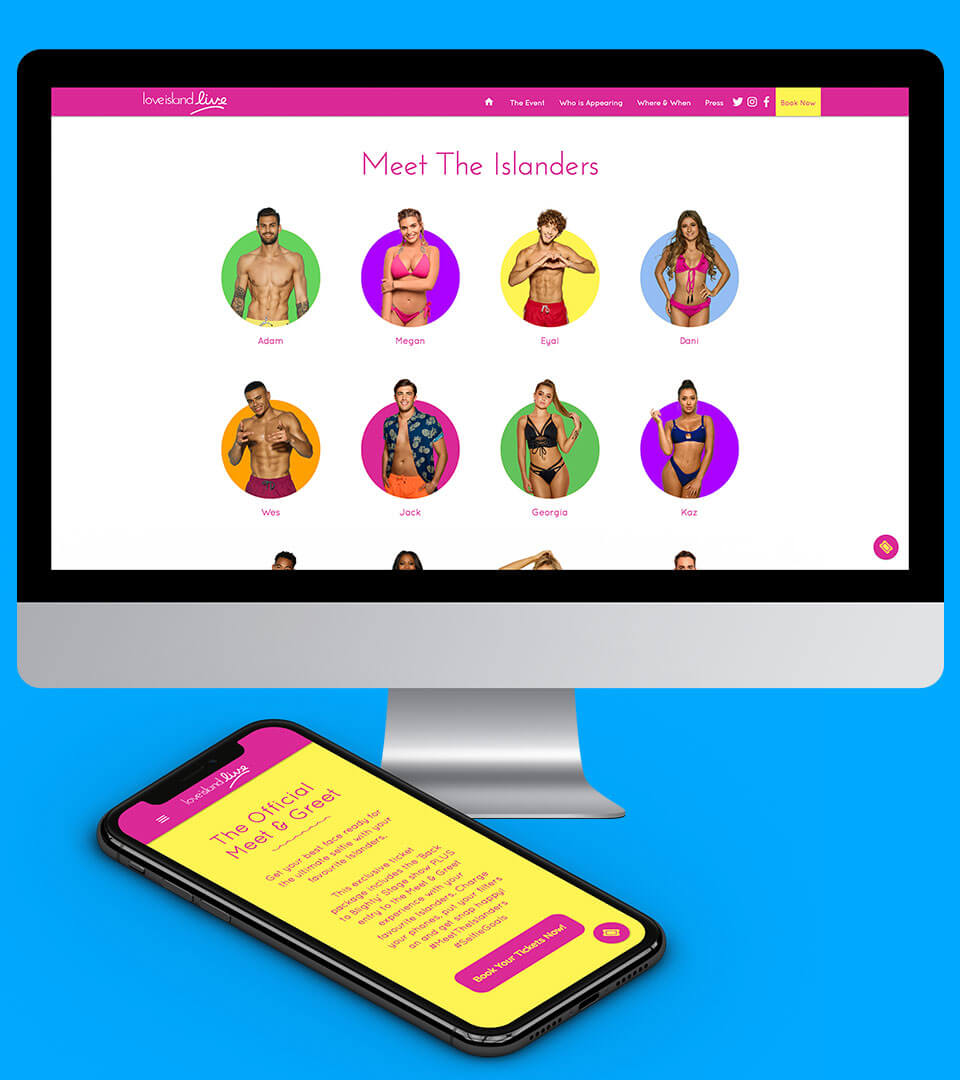 loveisland live
The Event Who is Appearing Where & When Press Book Now
Meet The Islanders
Adam Megan Eyal Dani
Wes Jack Georgia Kaz
loveisland live
The Official
Meet & Greet
Get your best face ready for
the ultimate selfie with your
favourite Islanders.
This exclusive ticket
package includes the 'Back
to Blighty' Stage show PLUS
entry to the Meet & Greet
experience with your
favourite Islanders. Charge
your phones, put your filters
on and get snap happy!
#MeetTheIslanders
#SelfieGoals
Book Your Tickets Now!